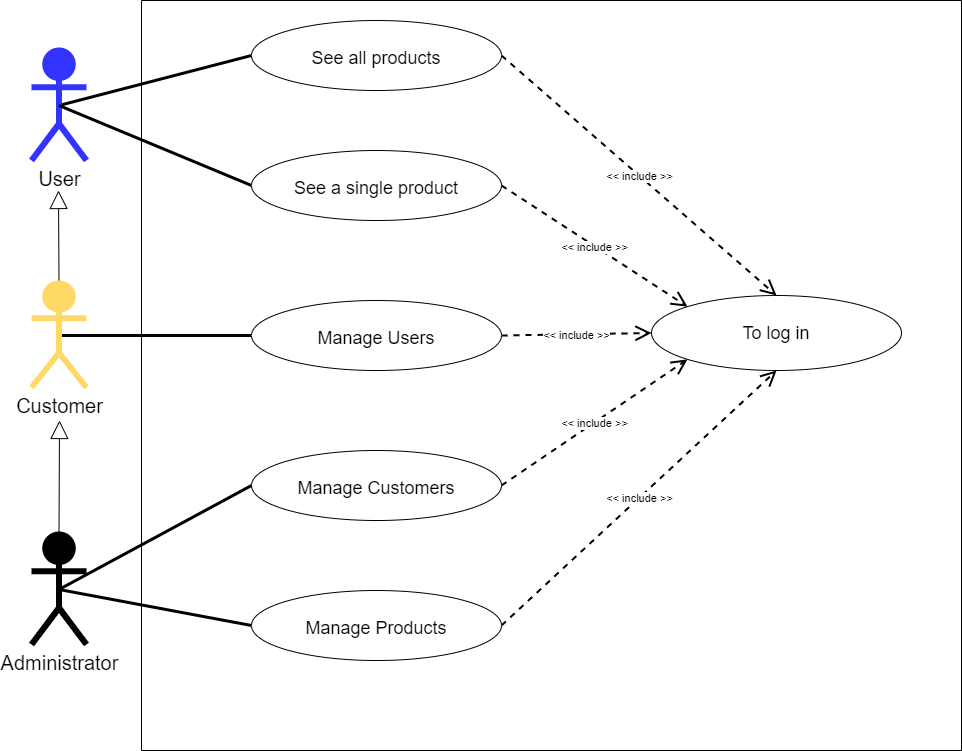 See all products
<< include >>
User
See a single product
<< include >>
Customer
Manage Users
<< include >>
To log in
<< include >>
Manage Customers
<< include >>
Administrator
Manage Products